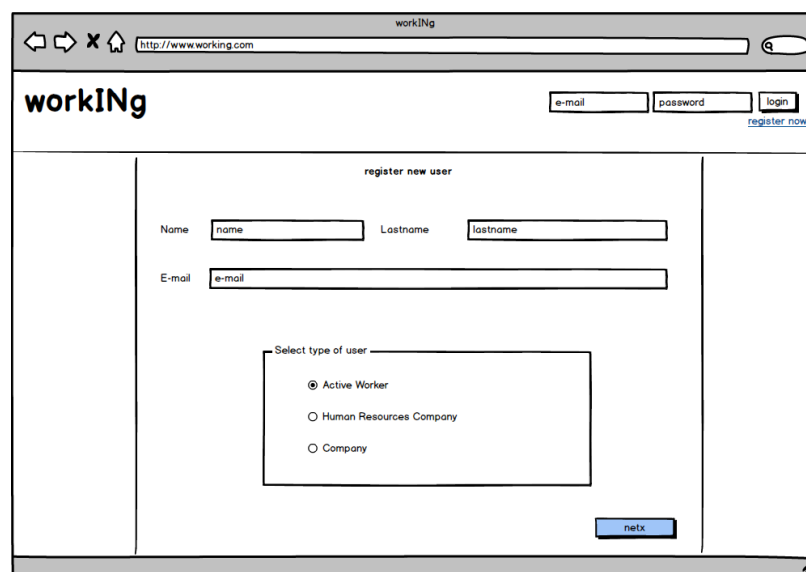 workINg
http://www.working.com
workINg
e-mail password login
register now
register new user
Name name Lastname lastname
E-mail e-mail
Select type of user
Active Worker
Human Resources Company
Company
netx